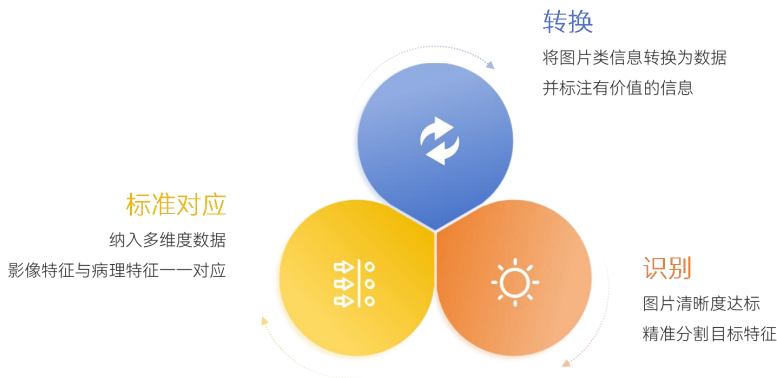 转换
将图片类信息转换为数据
并标注有价值的信息
标准对应
纳入多维度数据
影像特征与病理特征一一对应
识别
图片清晰度达标
精准分割目标特征